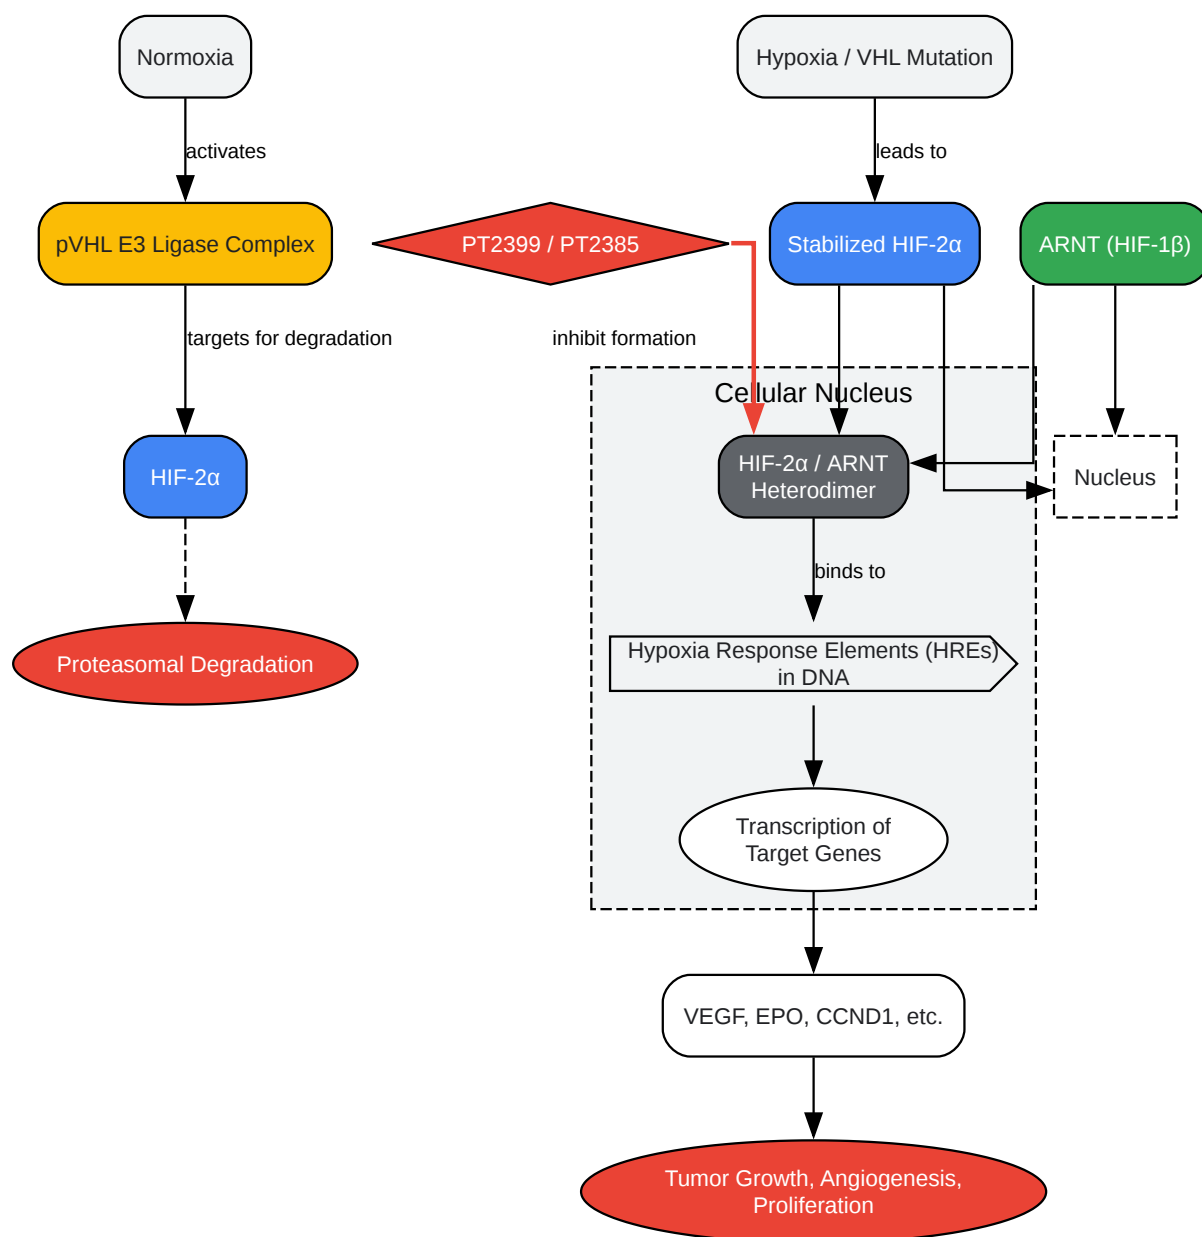 Normoxia
Hypoxia / VHL Mutation
activates
leads to
pVHL E3 Ligase Complex
PT2399 / PT2385
Stabilized HIF-2α
ARNT (HIF-1β)
targets for degradation
inhibit formation
Cellular Nucleus
HIF-2α
HIF-2α / ARNT
Heterodimer
Nucleus
binds to
Proteasomal Degradation
Hypoxia Response Elements (HREs)
in DNA
Transcription of
Target Genes
VEGF, EPO, CCND1, etc.
Tumor Growth, Angiogenesis,
Proliferation